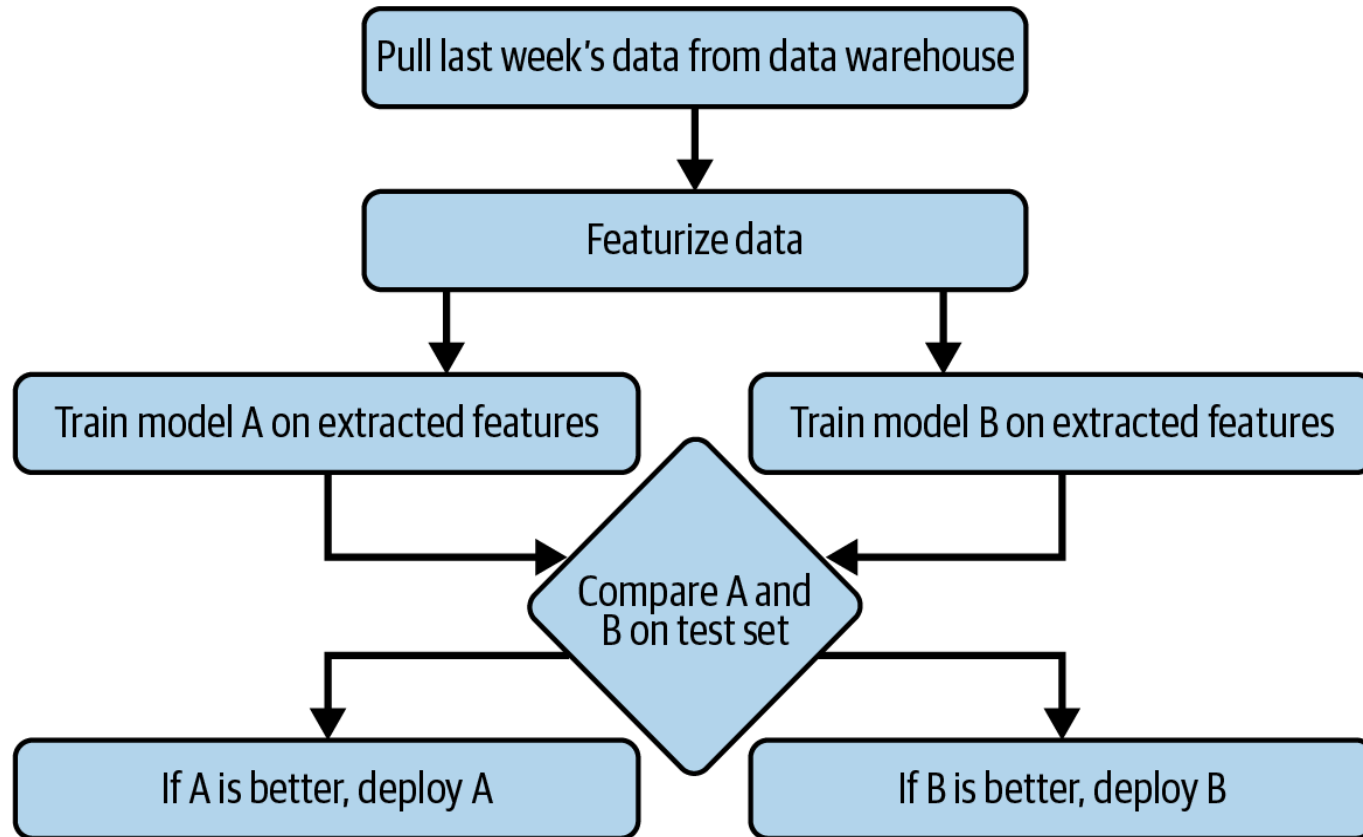 Pull last week’s data from data warehouse
Featurize data
Train model A on extracted features
Train model B on extracted features
Compare A and
B on test set
If A is better, deploy A
If B is better, deploy B